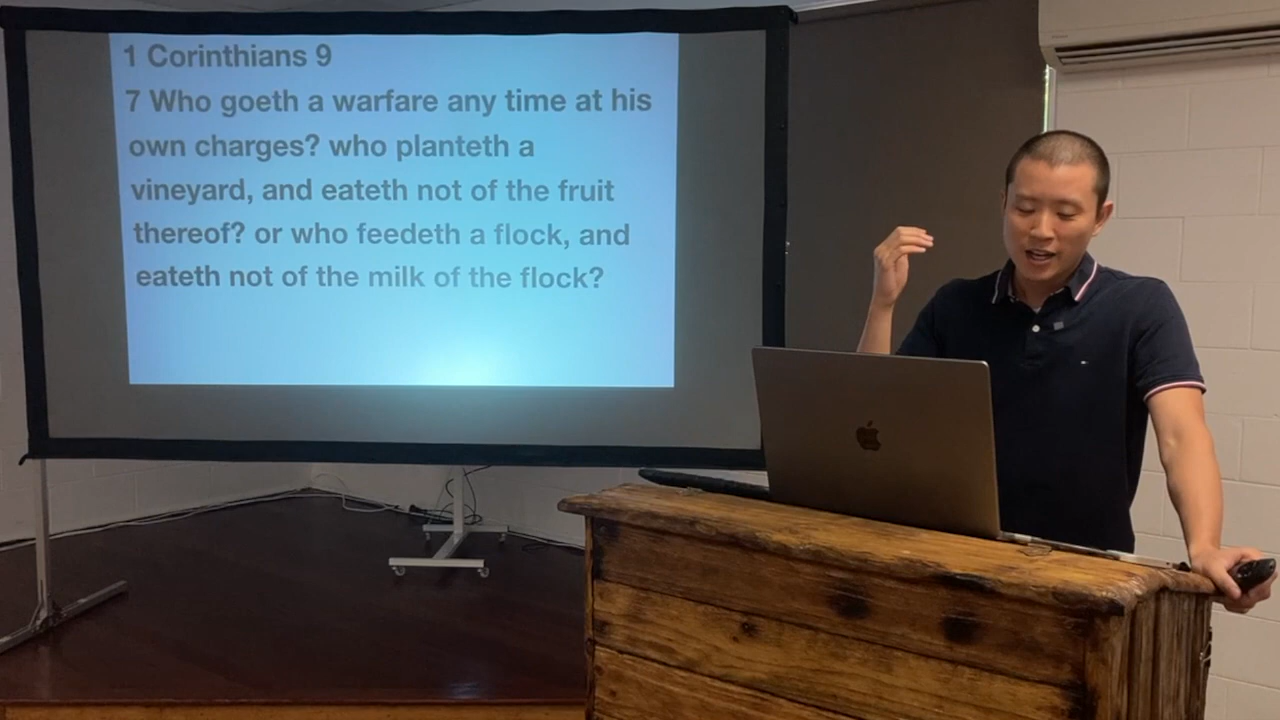 1 Corinthians 9
7 Who goeth a warfare any time at his
own charges? who planteth a
vineyard, and eateth not of the fruit
thereof? or who feedeth a flock, and
eateth not of the milk of the flock?